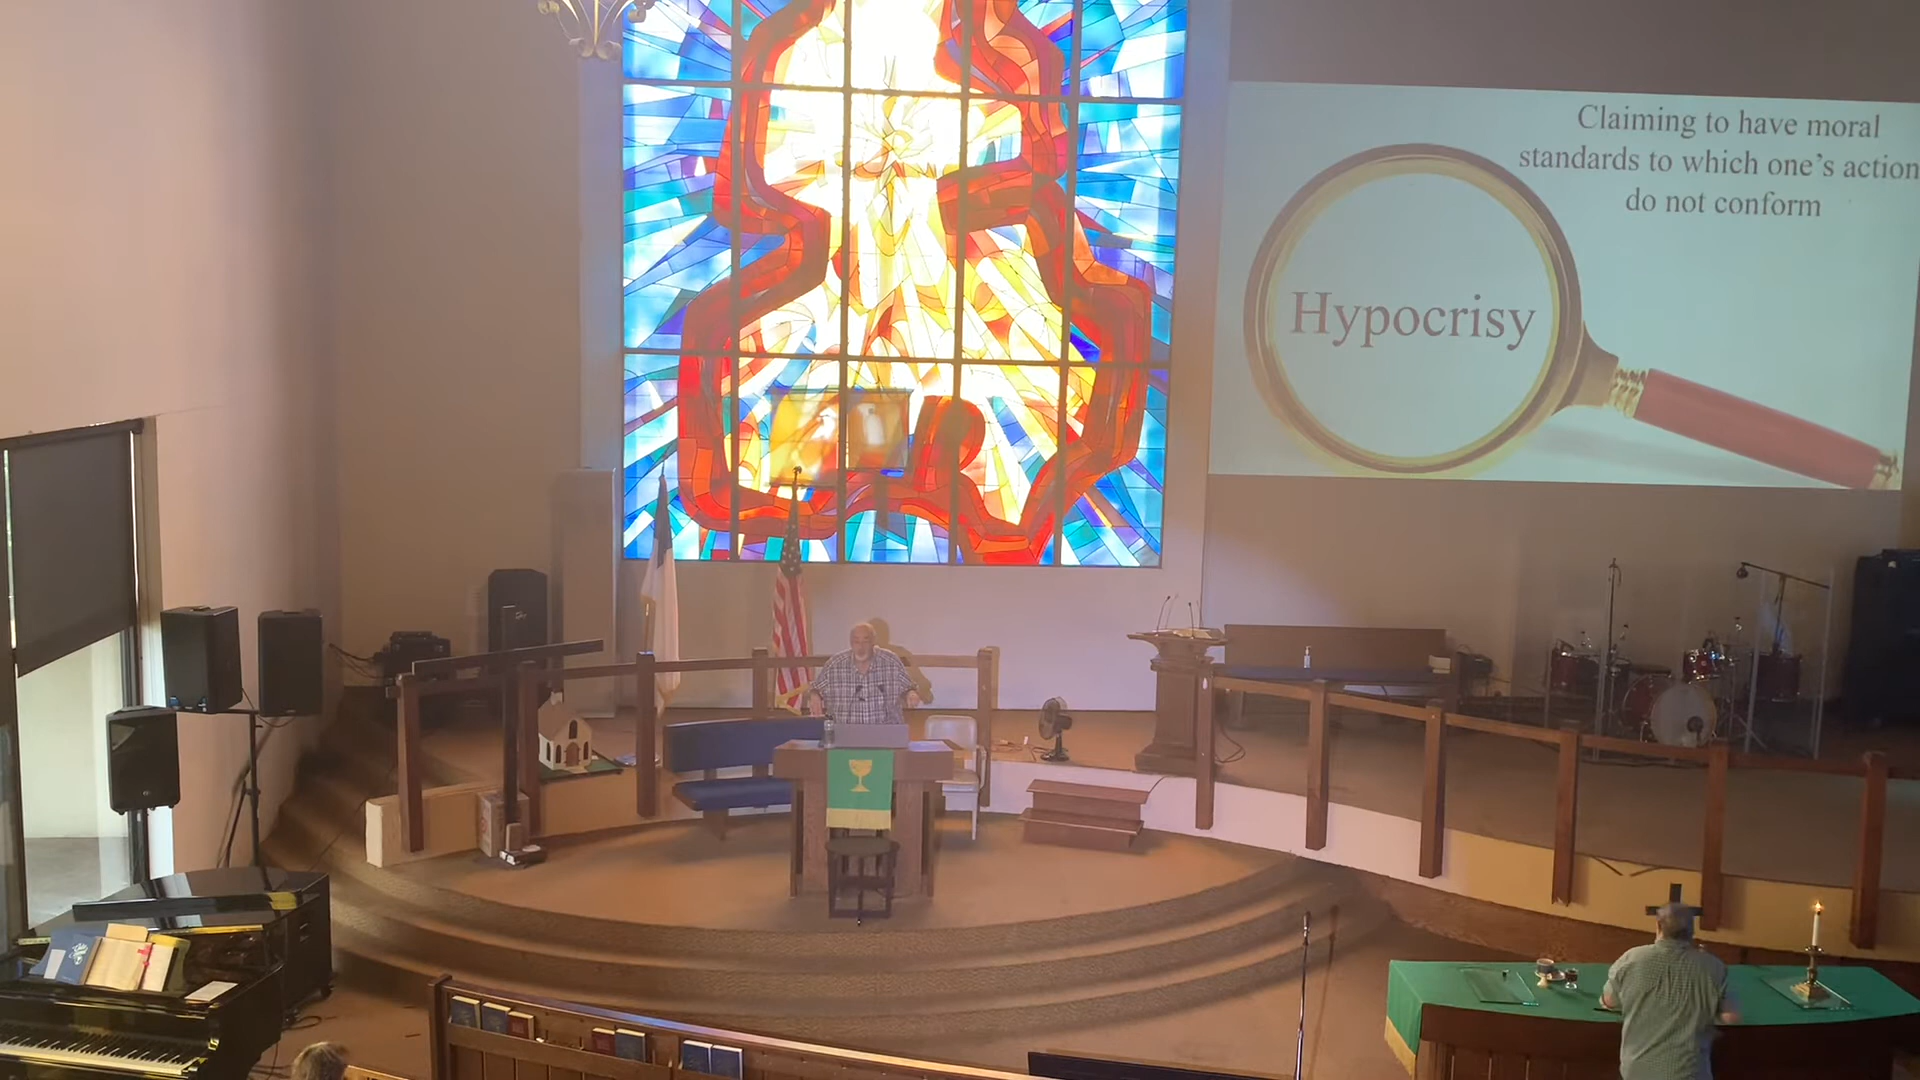 Claiming to have moral
standards to which one's action
do not conform
Hypocrisy